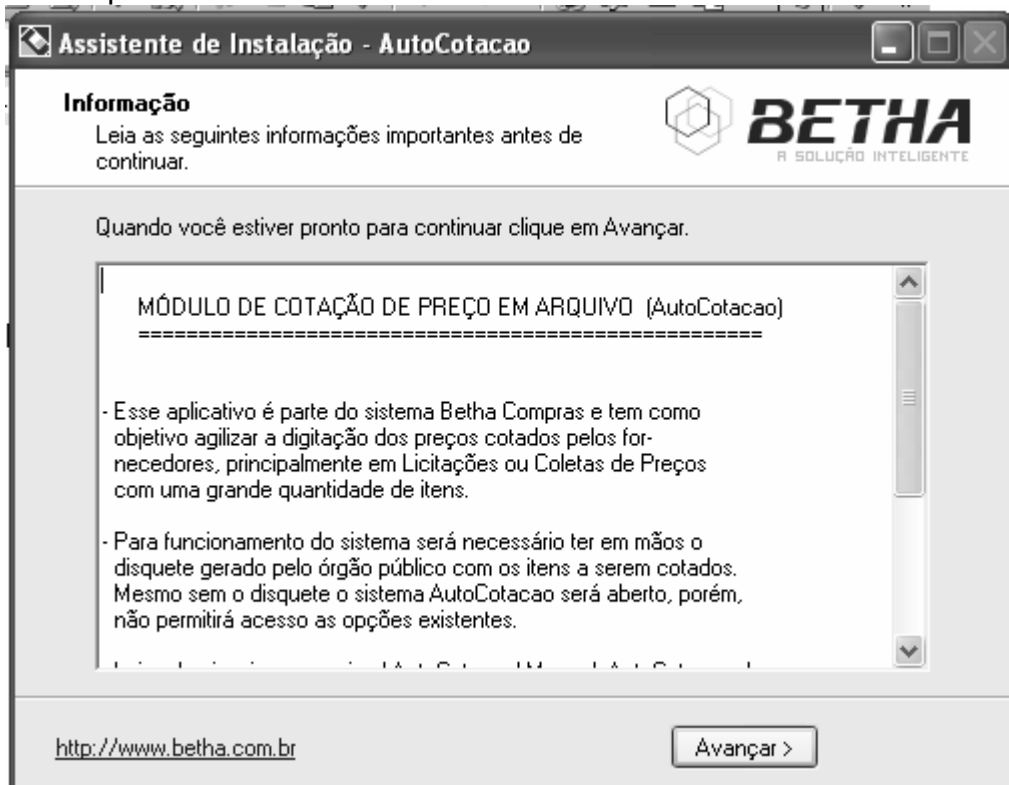 Assistente de Instalação - AutoCotacao
Informação
Leia as seguintes informações importantes antes de
continuar.
BETHA
A SOLUÇÃO INTELIGENTE
Quando você estiver pronto para continuar clique em Avançar.
MÓDULO DE COTAÇÃO DE PREÇO EM ARQUIVO (AutoCotacao)
====================================================
- Esse aplicativo é parte do sistema Betha Compras e tem como
objetivo agilizar a digitação dos preços cotados pelos for-
necedores, principalmente em Licitações ou Coletas de Preços
com uma grande quantidade de itens.
- Para funcionamento do sistema será necessário ter em mãos o
disquete gerado pelo órgão público com os itens a serem cotados.
Mesmo sem o disquete o sistema AutoCotacao será aberto, porém,
não permitirá acesso as opções existentes.
http://www.betha.com.br
Avançar >